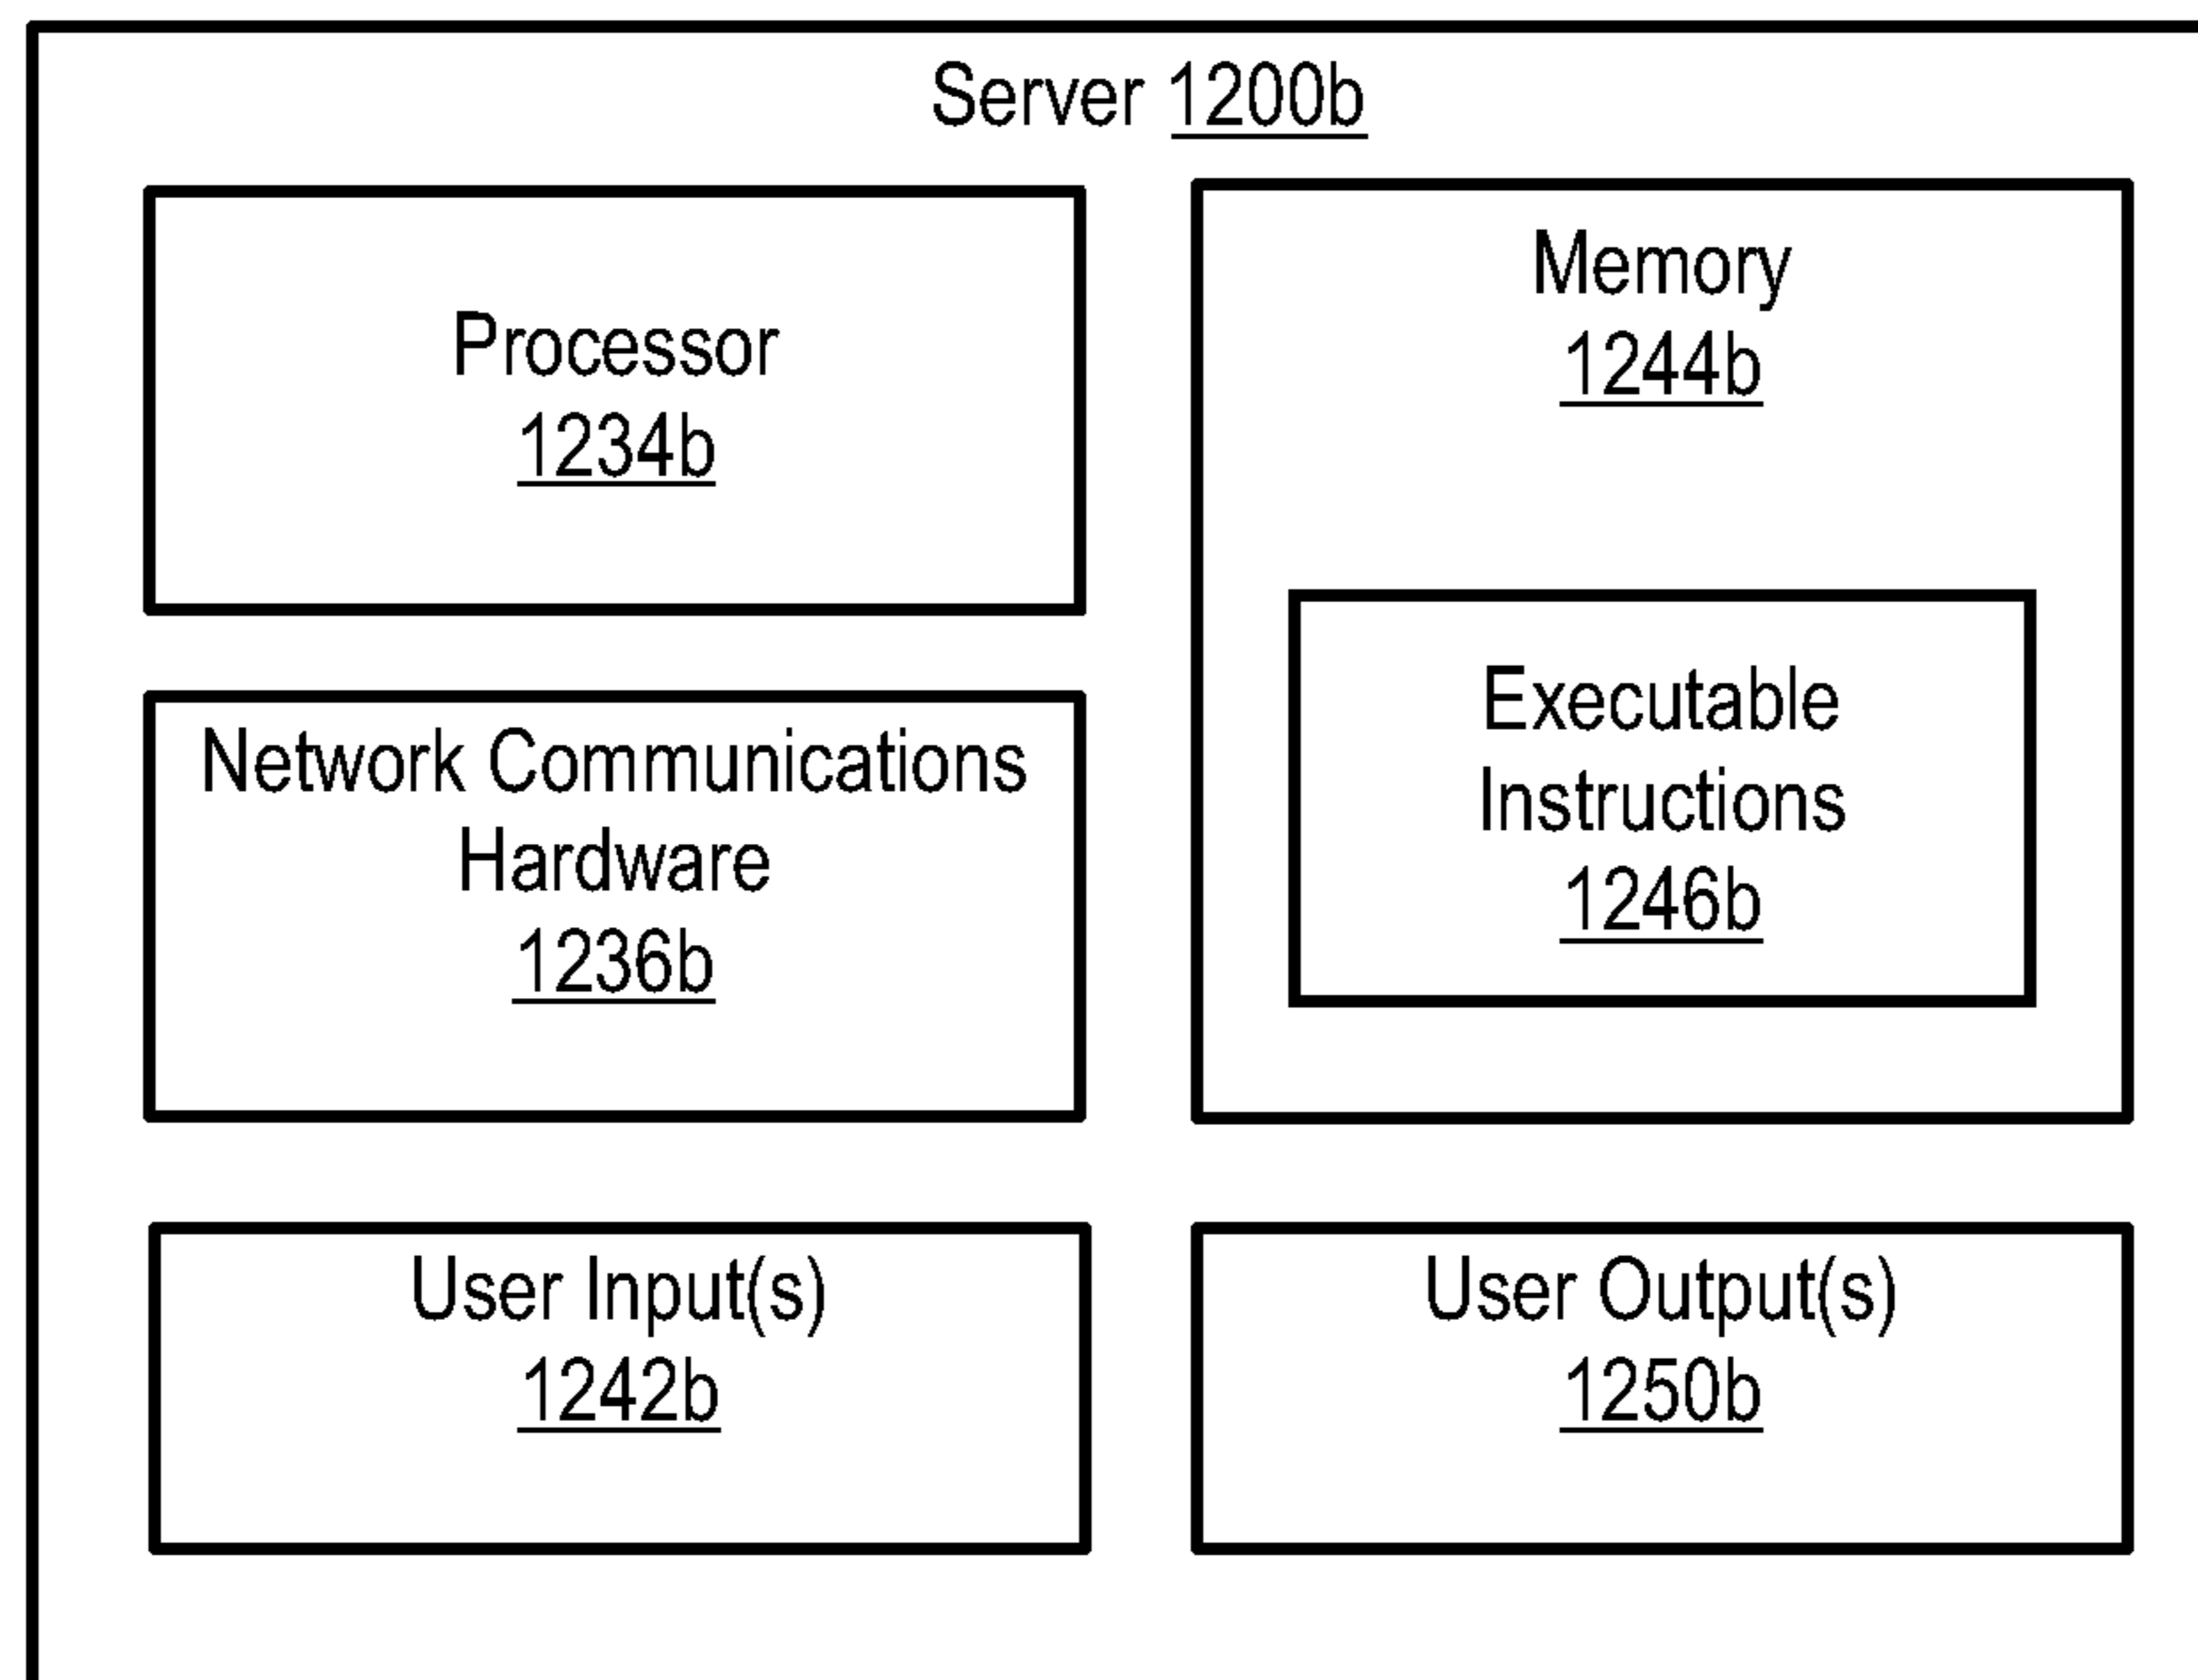 Server 1200b
Processor
1234b
Memory
1244b
Network Communications
Hardware
1236b
Executable
Instructions
1246b
User Input(s)
1242b
User Output(s)
1250b